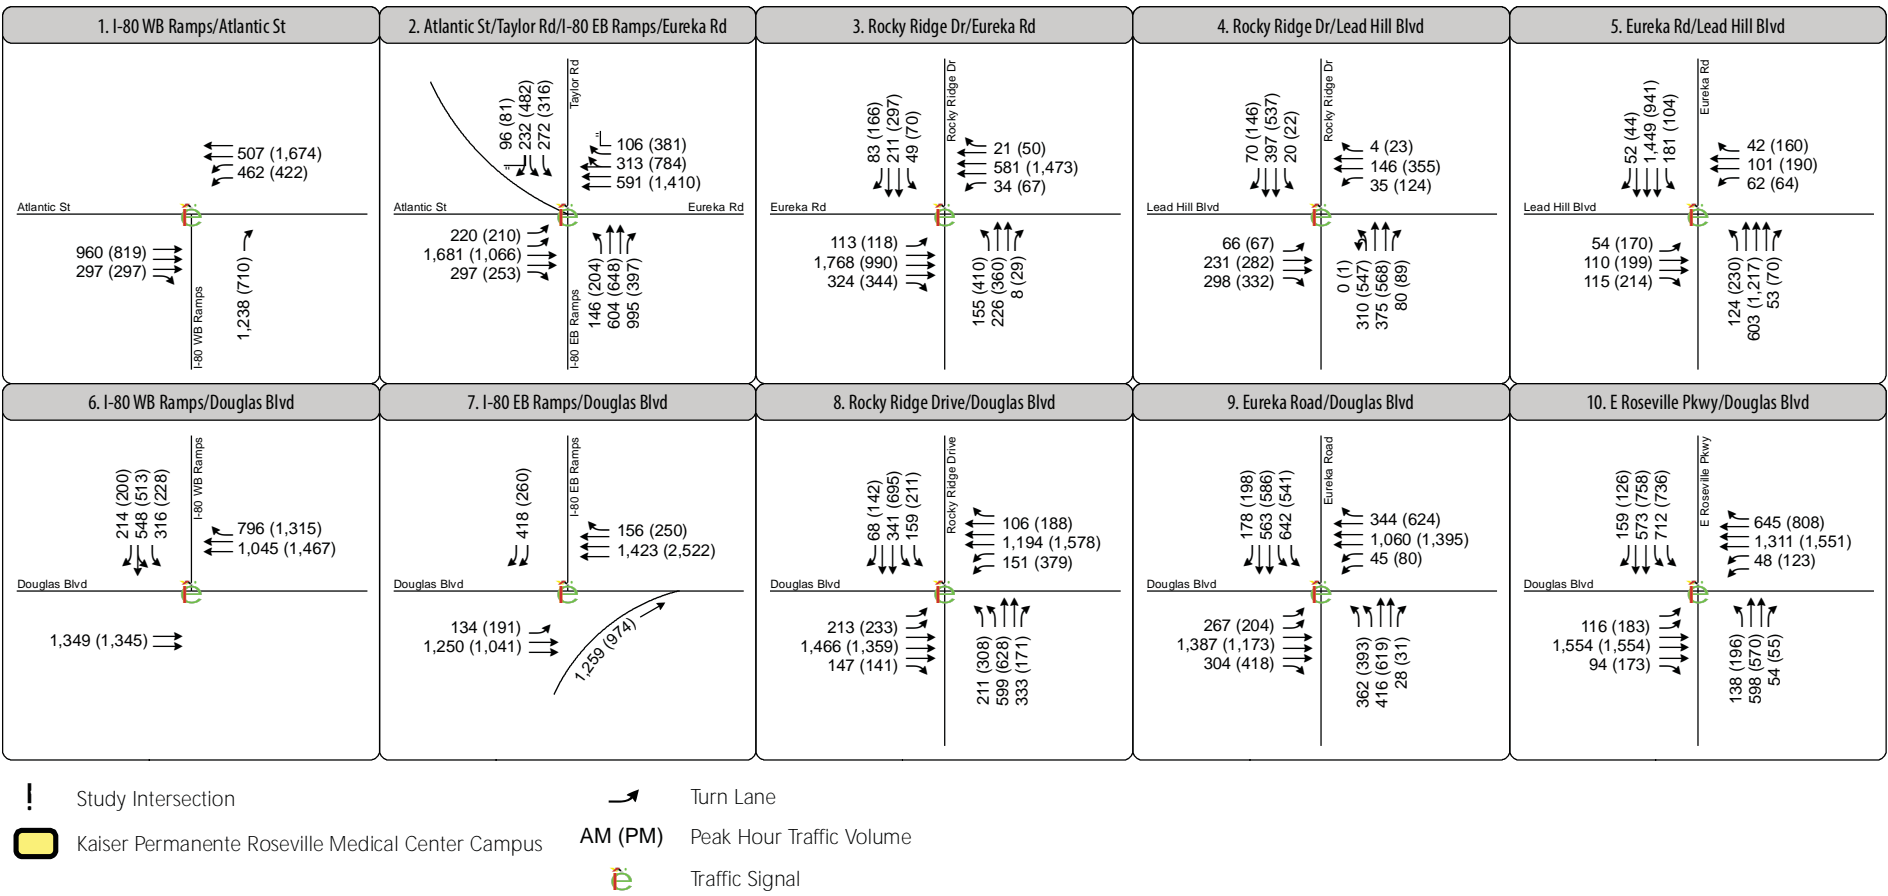 1. I-80 WB Ramps/Atlantic St
507 (1,674)
462 (422)
Atlantic St
960 (819)
297 (297)
1,238 (710)
I-80 WB Ramps
2. Atlantic St/Taylor Rd/I-80 EB Ramps/Eureka Rd
96 (81)
232 (482)
272 (316)
Taylor Rd
106 (381)
313 (784)
591 (1,410)
Atlantic St
Eureka Rd
220 (210)
1,681 (1,066)
297 (253)
I-80 EB Ramps
146 (204)
604 (648)
995 (397)
3. Rocky Ridge Dr/Eureka Rd
83 (166)
211 (297)
49 (70)
Rocky Ridge Dr
21 (50)
581 (1,473)
34 (67)
Eureka Rd
113 (118)
1,768 (990)
324 (344)
155 (410)
226 (360)
8 (29)
4. Rocky Ridge Dr/Lead Hill Blvd
70 (146)
397 (537)
20 (22)
Rocky Ridge Dr
4 (23)
146 (355)
35 (124)
Lead Hill Blvd
66 (67)
231 (282)
298 (332)
0 (1)
310 (547)
375 (568)
80 (89)
5. Eureka Rd/Lead Hill Blvd
52 (44)
1,449 (941)
181 (104)
Eureka Rd
42 (160)
101 (190)
62 (64)
Lead Hill Blvd
54 (170)
110 (199)
115 (214)
124 (230)
603 (1,217)
53 (70)
6. I-80 WB Ramps/Douglas Blvd
214 (200)
548 (513)
316 (228)
I-80 WB Ramps
796 (1,315)
1,045 (1,467)
Douglas Blvd
1,349 (1,345)
7. I-80 EB Ramps/Douglas Blvd
418 (260)
I-80 EB Ramps
156 (250)
1,423 (2,522)
Douglas Blvd
134 (191)
1,250 (1,041)
1,259 (974)
8. Rocky Ridge Drive/Douglas Blvd
68 (142)
341 (695)
159 (211)
Rocky Ridge Drive
106 (188)
1,194 (1,578)
151 (379)
Douglas Blvd
213 (233)
1,466 (1,359)
147 (141)
211 (308)
599 (628)
333 (171)
9. Eureka Road/Douglas Blvd
178 (198)
563 (586)
642 (541)
Eureka Road
344 (624)
1,060 (1,395)
45 (80)
Douglas Blvd
267 (204)
1,387 (1,173)
304 (418)
362 (393)
416 (619)
28 (31)
10. E Roseville Pkwy/Douglas Blvd
159 (126)
573 (758)
712 (736)
E Roseville Pkwy
645 (808)
1,311 (1,551)
48 (123)
Douglas Blvd
116 (183)
1,554 (1,554)
94 (173)
138 (196)
598 (570)
54 (55)
! Study Intersection
Kaiser Permanente Roseville Medical Center Campus
Turn Lane
AM (PM) Peak Hour Traffic Volume
Traffic Signal